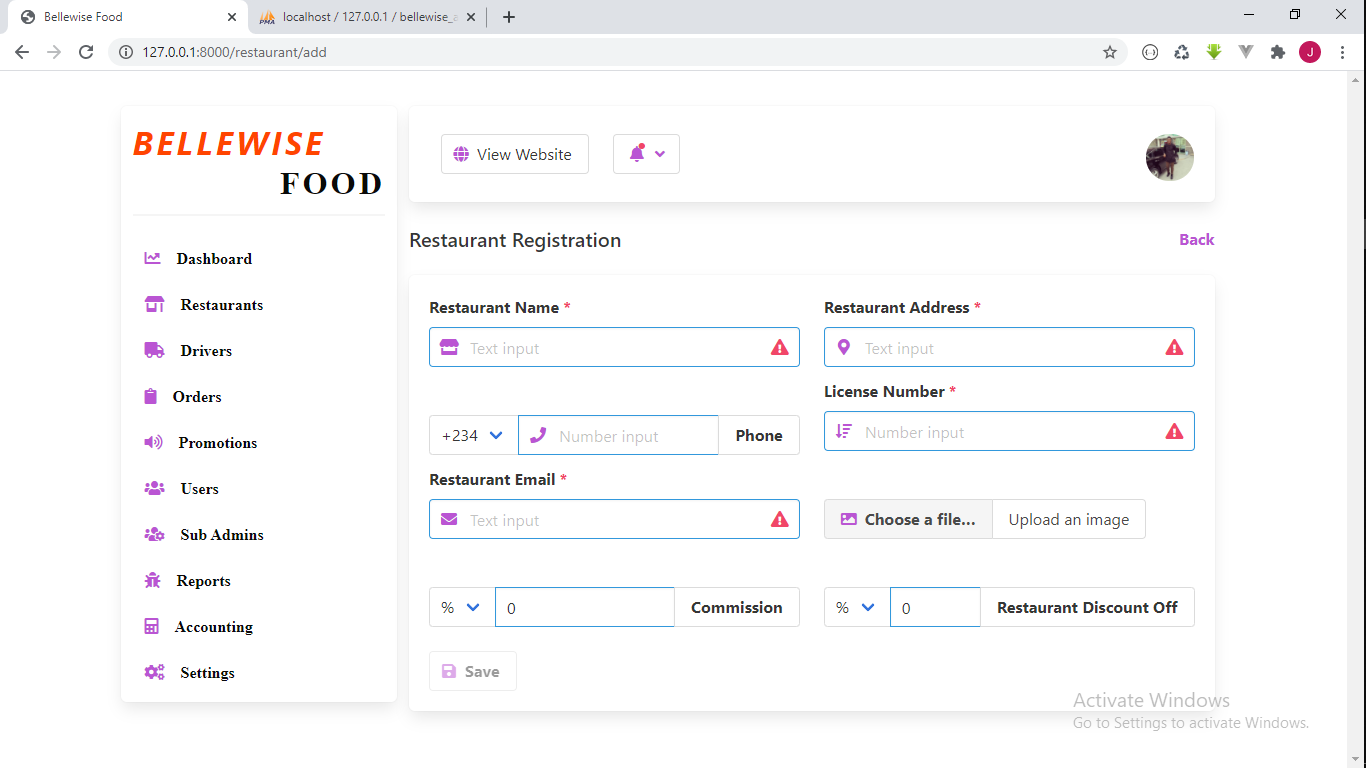 Bellewise Food
localhost / 127.0.0.1 / bellewise_a
127.0.0.1:8000/restaurant/add
J
BELLEWISE
FOOD
View Website
Restaurant Registration
Back
Dashboard
Restaurants
Drivers
Orders
Promotions
Users
Sub Admins
Reports
Accounting
Settings
Restaurant Name *
Restaurant Address *
Text input
Text input
License Number *
+234
Number input
Phone
Number input
Restaurant Email *
Text input
Choose a file...
Upload an image
%
0
Commission
%
0
Restaurant Discount Off
Save
Activate Windows
Go to Settings to activate Windows.